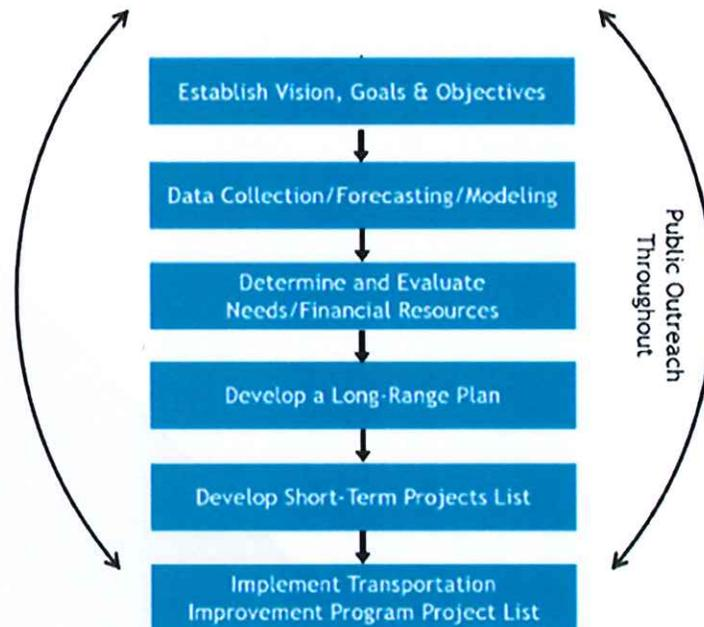 Establish Vision, Goals & Objectives
Data Collection/Forecasting/Modeling
Determine and Evaluate
Needs/Financial Resources
Develop a Long-Range Plan
Develop Short-Term Projects List
Implement Transportation
Improvement Program Project List
Public Outreach
Throughout